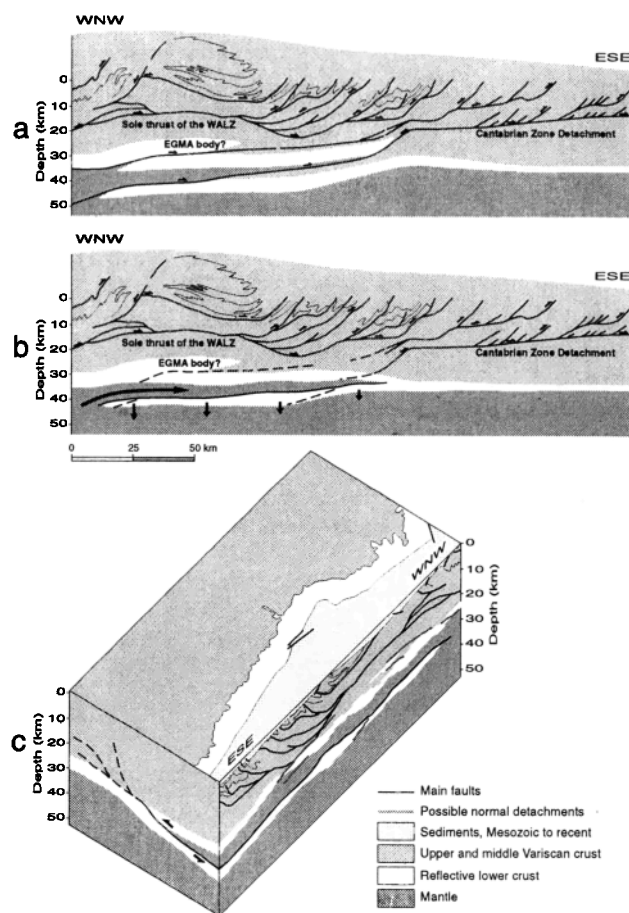 WNW
ESE
0
10
20
30
40
50
Depth (km)
a
Sole thrust of the WALZ
EGMA body?
Cantabrian Zone Detachment
WNW
ESE
0
10
20
30
40
50
Depth (km)
b
Sole thrust of the WALZ
EGMA body?
Cantabrian Zone Detachment
0 25 50 km
WNW
ESE
0
10
20
30
40
50
Depth (km)
0
10
20
30
40
50
Depth (km)
c
Main faults
Possible normal detachments
Sediments, Mesozoic to recent
Upper and middle Variscan crust
Reflective lower crust
Mantle